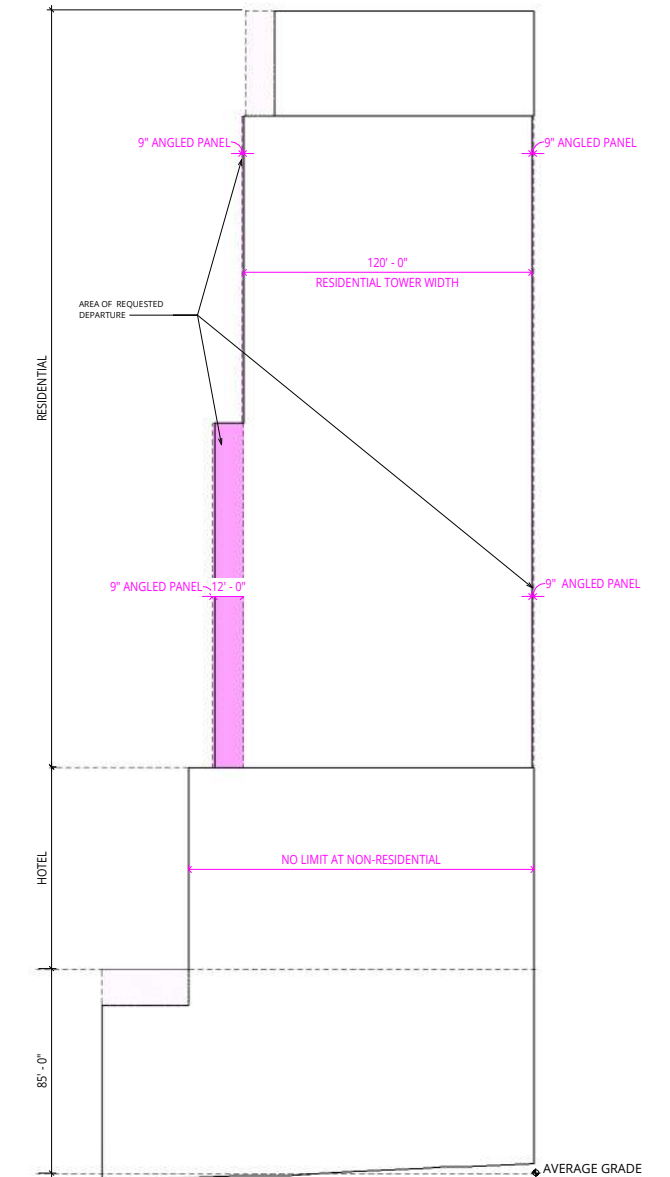 9" ANGLED PANEL
9" ANGLED PANEL
120' - 0"
RESIDENTIAL TOWER WIDTH
AREA OF REQUESTED
DEPARTURE
RESIDENTIAL
9" ANGLED PANEL
12' - 0"
9" ANGLED PANEL
HOTEL
NO LIMIT AT NON-RESIDENTIAL
85' - 0"
AVERAGE GRADE